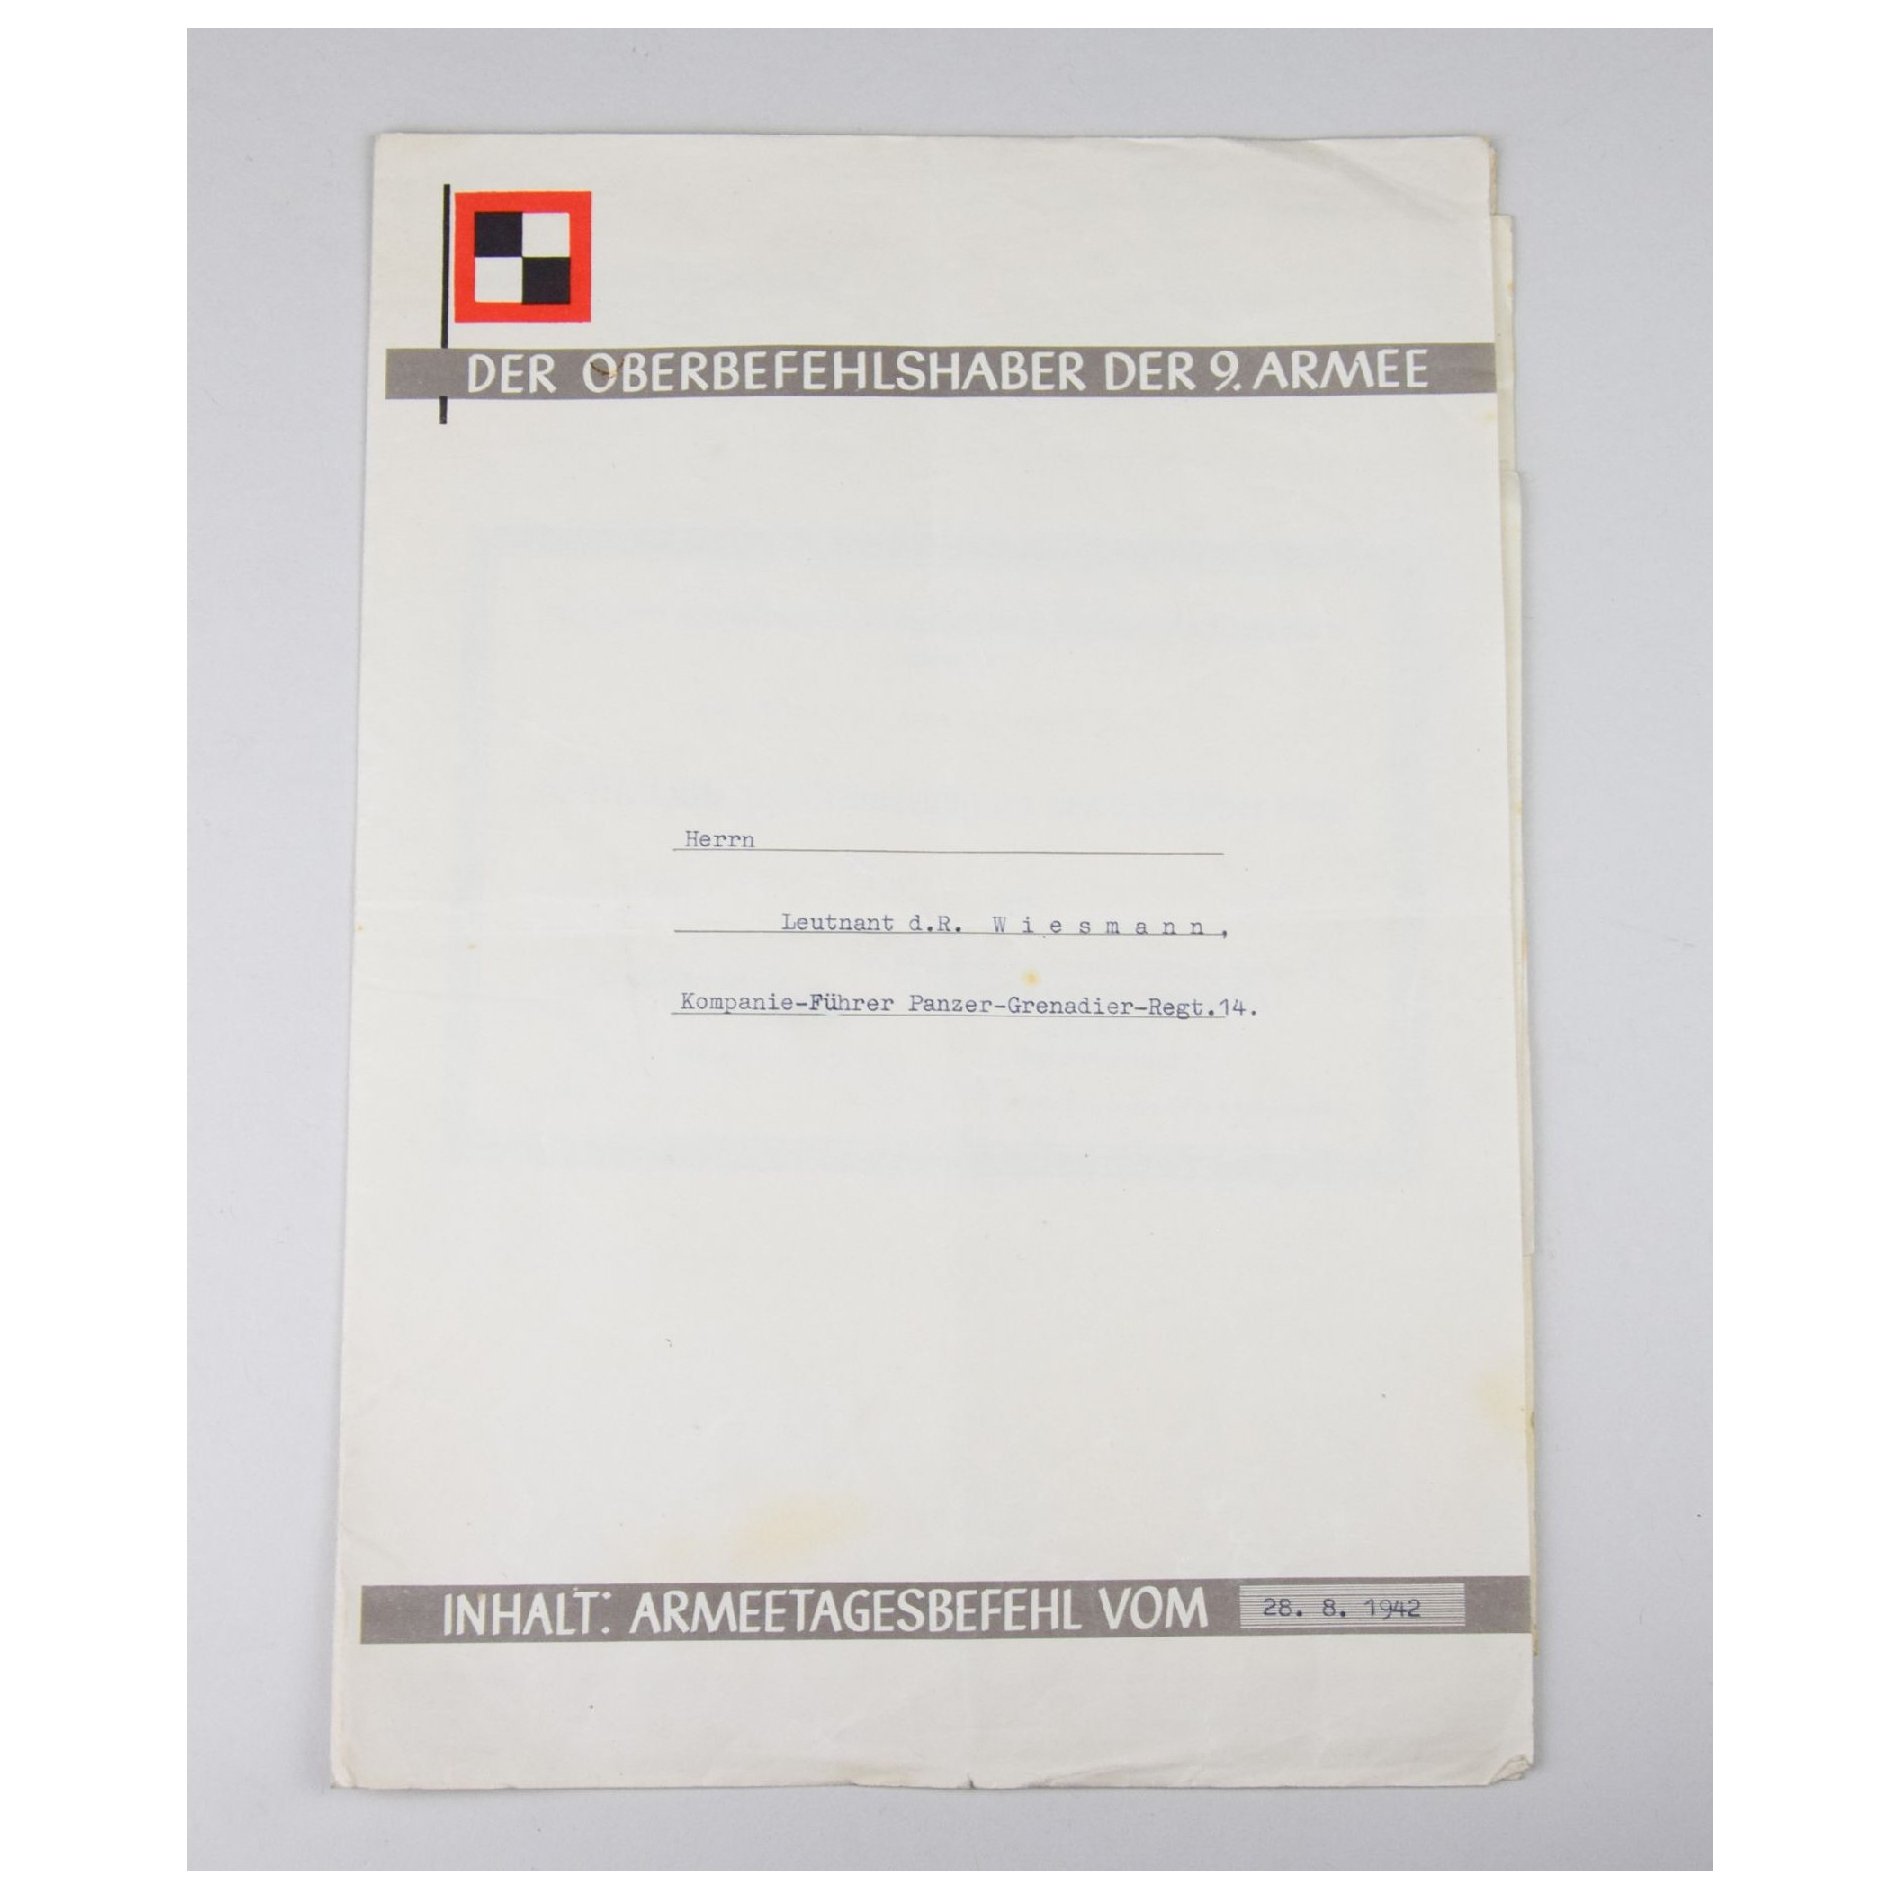 DER OBERBEFEHLSHABER DER 9. ARMEE
Herrn
Leutnant d.R. Wiesmann,
Kompanie-Führer Panzer-Grenadier-Regt.14.
INHALT: ARMEETAGESBEFEHL VOM 28. 8. 1942